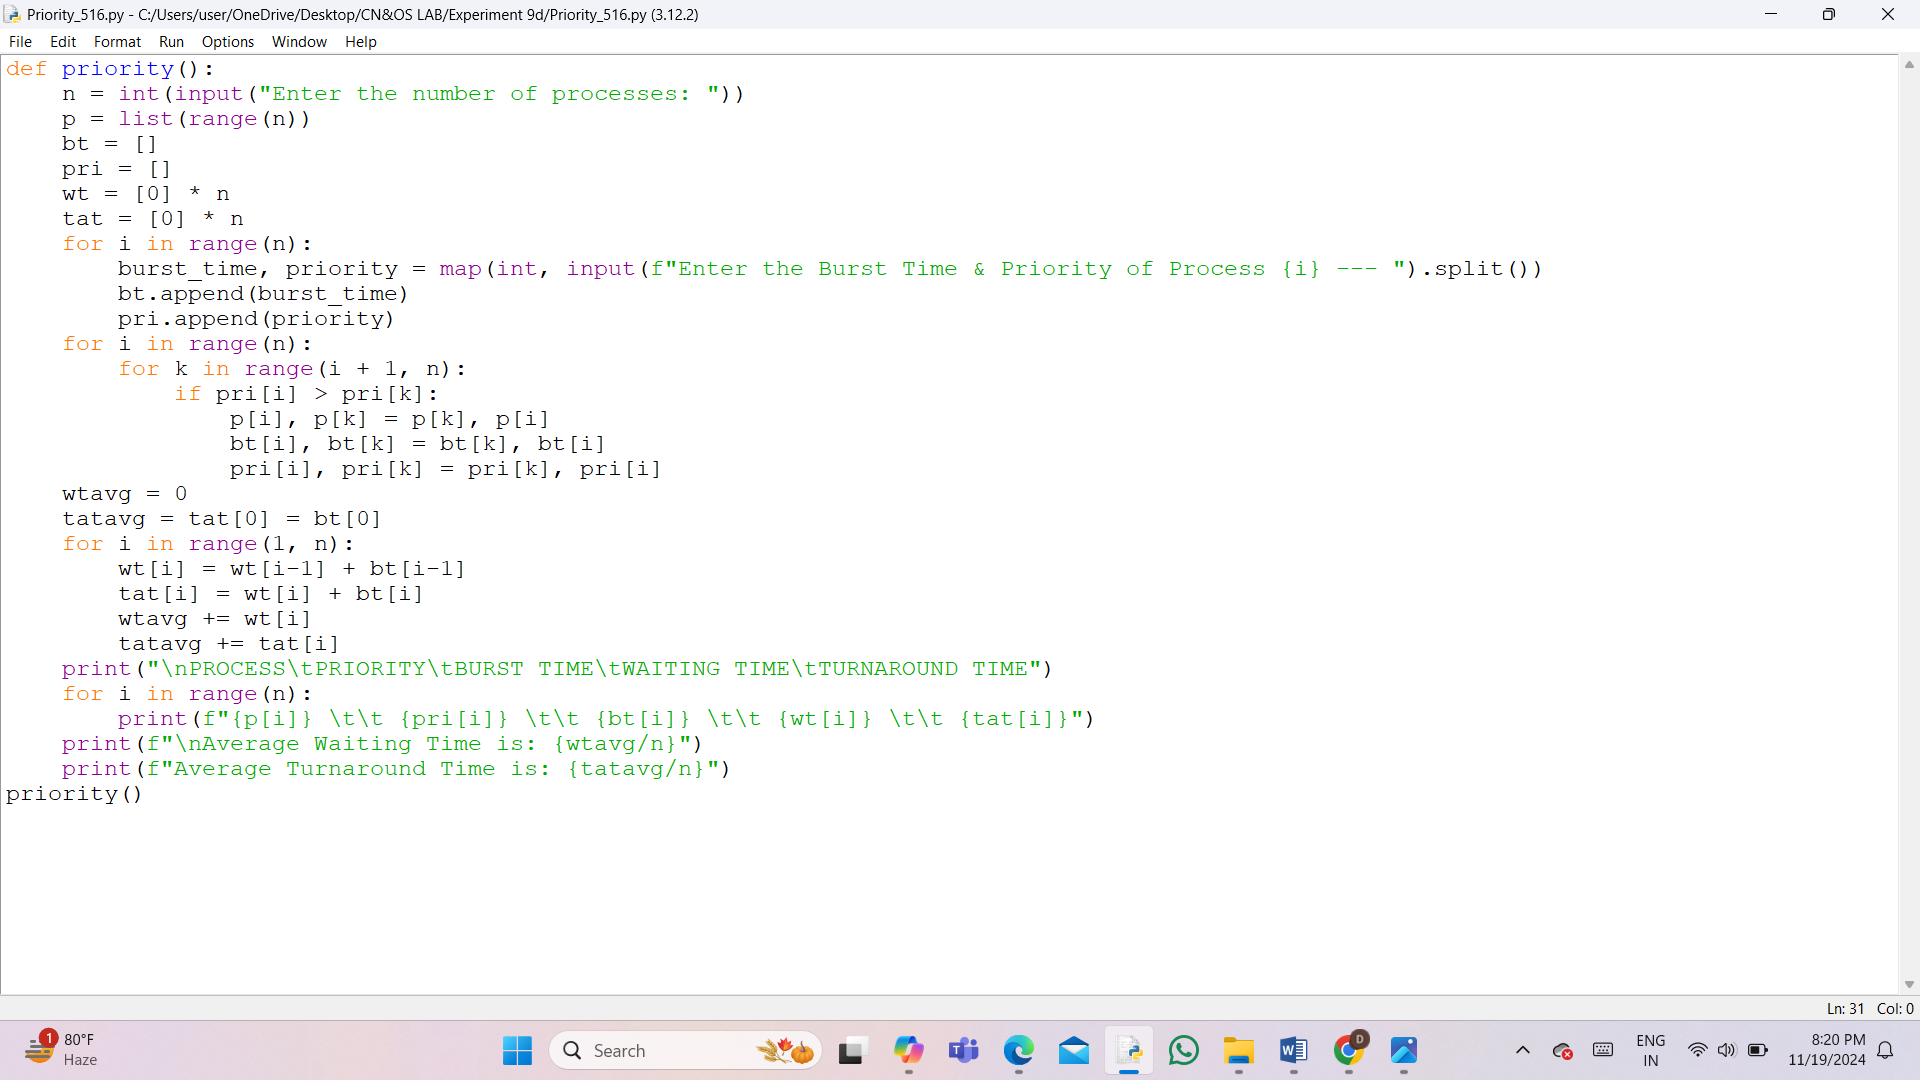 Priority_516.py - C:/Users/user/OneDrive/Desktop/CN&OS LAB/Experiment 9d/Priority_516.py (3.12.2)
File Edit Format Run Options Window Help
def priority():
    n = int(input("Enter the number of processes: "))
    p = list(range(n))
    bt = []
    pri = []
    wt = [0] * n
    tat = [0] * n
    for i in range(n):
        burst_time, priority = map(int, input(f"Enter the Burst Time & Priority of Process {i} --- ").split())
        bt.append(burst_time)
        pri.append(priority)
    for i in range(n):
        for k in range(i + 1, n):
            if pri[i] > pri[k]:
                p[i], p[k] = p[k], p[i]
                bt[i], bt[k] = bt[k], bt[i]
                pri[i], pri[k] = pri[k], pri[i]
    wtavg = 0
    tatavg = tat[0] = bt[0]
    for i in range(1, n):
        wt[i] = wt[i-1] + bt[i-1]
        tat[i] = wt[i] + bt[i]
        wtavg += wt[i]
        tatavg += tat[i]
    print("\nPROCESS\tPRIORITY\tBURST TIME\tWAITING TIME\tTURNAROUND TIME")
    for i in range(n):
        print(f"{p[i]} \t\t {pri[i]} \t\t {bt[i]} \t\t {wt[i]} \t\t {tat[i]}")
    print(f"\nAverage Waiting Time is: {wtavg/n}")
    print(f"Average Turnaround Time is: {tatavg/n}")
priority()
Ln: 31 Col: 0
1
80°F
Haze
Search
W
D
ENG
IN
8:20 PM
11/19/2024